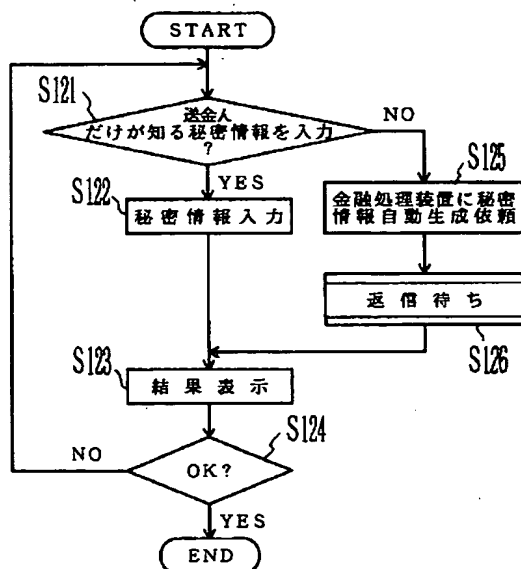 START
S121
送金人
だけが知る秘密情報を入力
?
NO
YES
S125
S122
秘密情報入力
金融処理装置に秘密
情報自動生成依頼
返信待ち
S126
S123
結果表示
S124
NO
OK?
YES
END